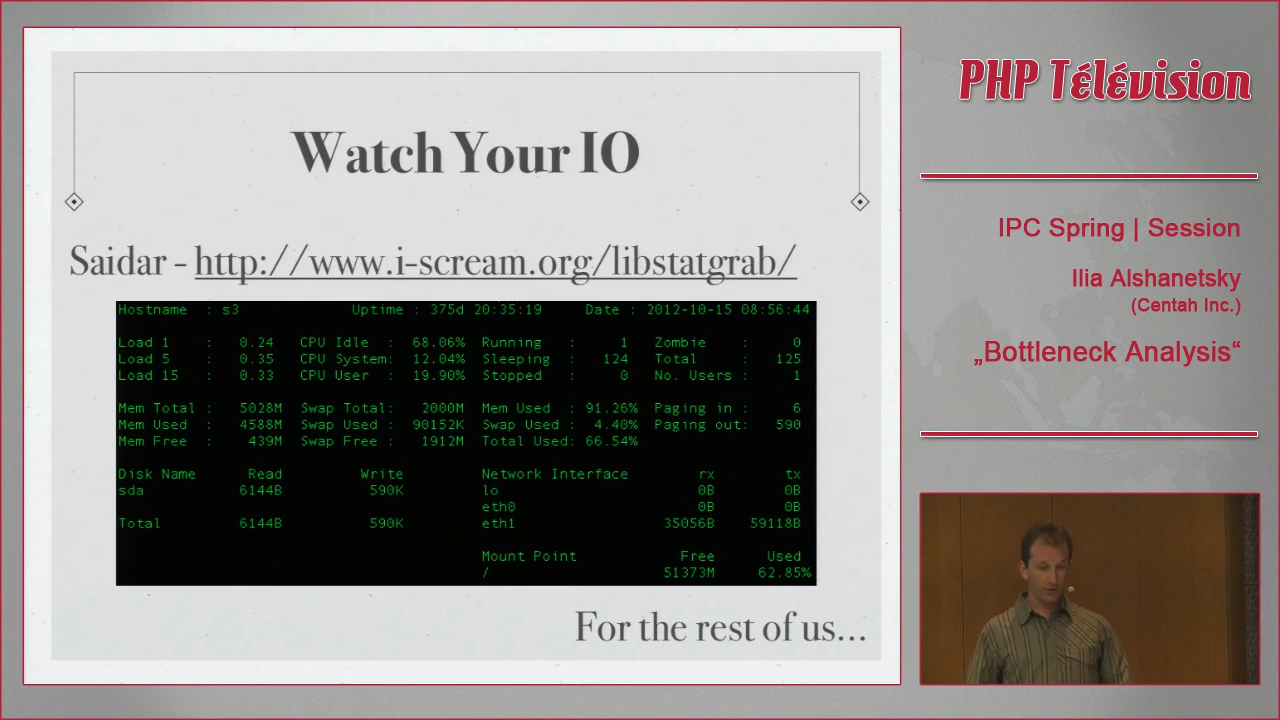 Watch Your IO
Saidar - http://www.i-scream.org/libstatgrab/
Hostname : s3 Uptime : 375d 20:35:19 Date : 2012-10-15 08:56:44
Load 1 : 0.24 CPU Idle : 68.06% Running : 1 Zombie : 0
Load 5 : 0.35 CPU System: 12.04% Sleeping : 124 Total : 125
Load 15 : 0.33 CPU User : 19.90% Stopped : 0 No. Users : 1
Mem Total : 5028M Swap Total: 2000M Mem Used : 91.26% Paging in : 6
Mem Used : 4588M Swap Used : 90152K Swap Used : 4.40% Paging out: 590
Mem Free : 439M Swap Free : 1912M Total Used: 66.54%
Disk Name Read Write Network Interface rx tx
sda 6144B 590K lo 0B 0B
eth0 0B 0B
Total 6144B 590K eth1 35056B 59118B
Mount Point Free Used
/ 51373M 62.85%
For the rest of us...
PHP Télévision
IPC Spring | Session
Ilia Alshanetsky
(Centah Inc.)
„Bottleneck Analysis“